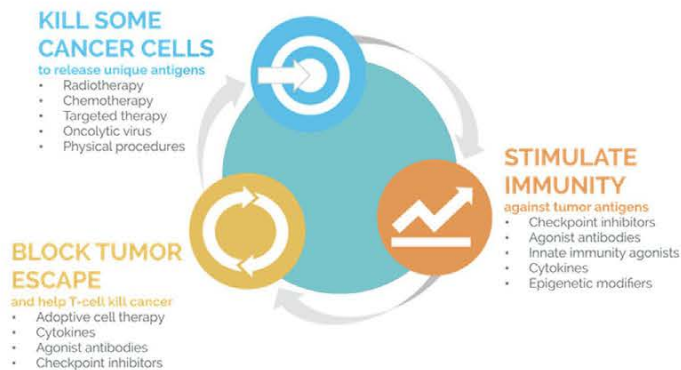 KILL SOME
CANCER CELLS
to release unique antigens
• Radiotherapy
• Chemotherapy
• Targeted therapy
• Oncolytic virus
• Physical procedures
STIMULATE
IMMUNITY
against tumor antigens
• Checkpoint inhibitors
• Agonist antibodies
• Innate immunity agonists
• Cytokines
• Epigenetic modifiers
BLOCK TUMOR
ESCAPE
and help T-cell kill cancer
• Adoptive cell therapy
• Cytokines
• Agonist antibodies
• Checkpoint inhibitors